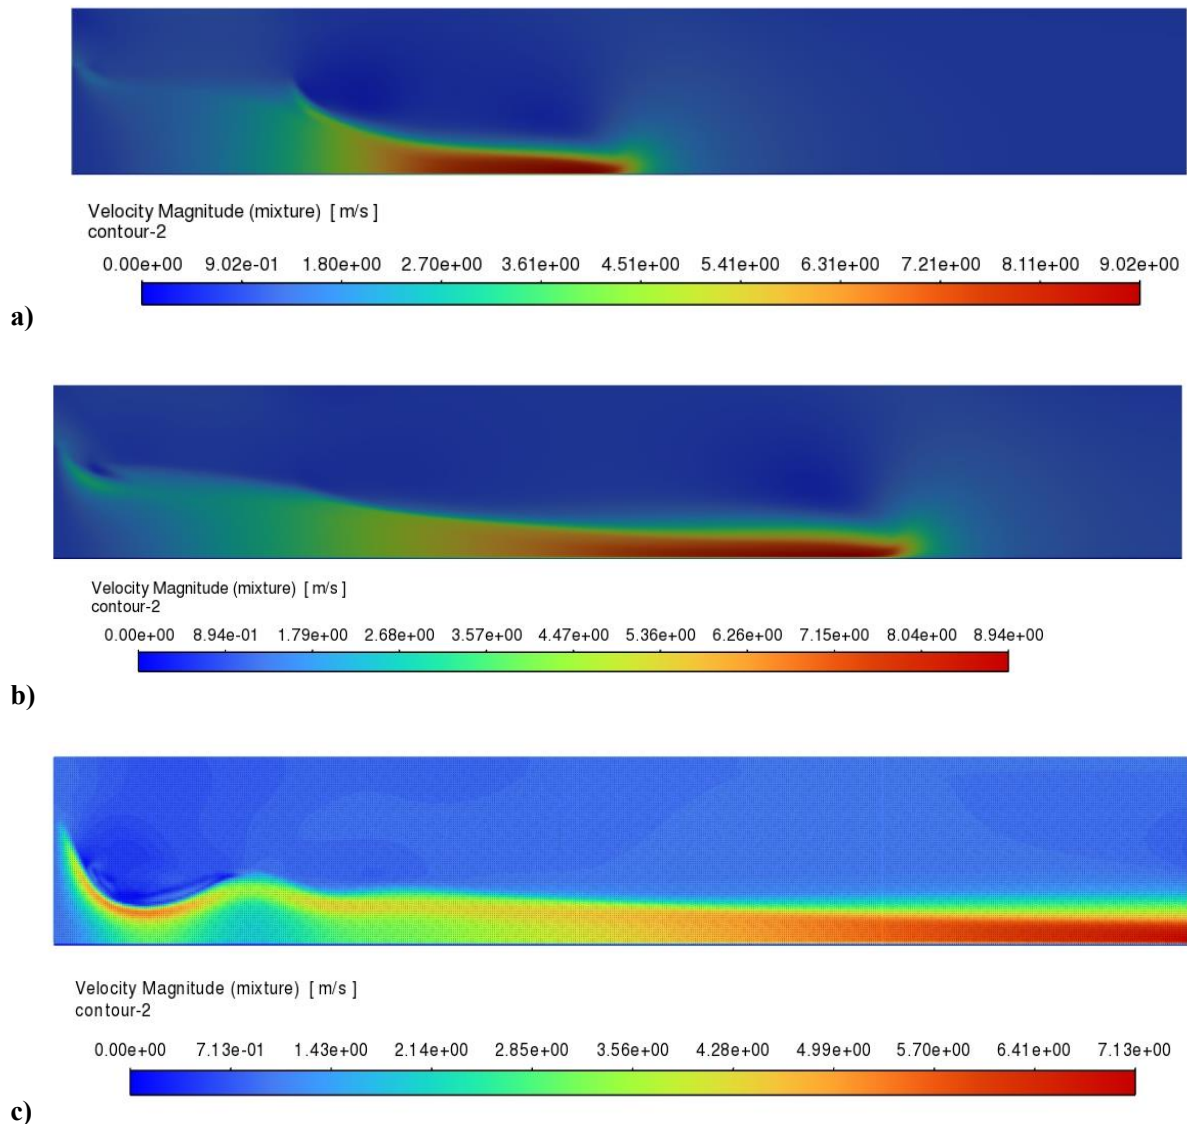 Velocity Magnitude (mixture) [ m/s ]
contour-2
0.00e+00 9.02e-01 1.80e+00 2.70e+00 3.61e+00 4.51e+00 5.41e+00 6.31e+00 7.21e+00 8.11e+00 9.02e+00
a)
Velocity Magnitude (mixture) [ m/s ]
contour-2
0.00e+00 8.94e-01 1.79e+00 2.68e+00 3.57e+00 4.47e+00 5.36e+00 6.26e+00 7.15e+00 8.04e+00 8.94e+00
b)
Velocity Magnitude (mixture) [ m/s ]
contour-2
0.00e+00 7.13e-01 1.43e+00 2.14e+00 2.85e+00 3.56e+00 4.28e+00 4.99e+00 5.70e+00 6.41e+00 7.13e+00
c)